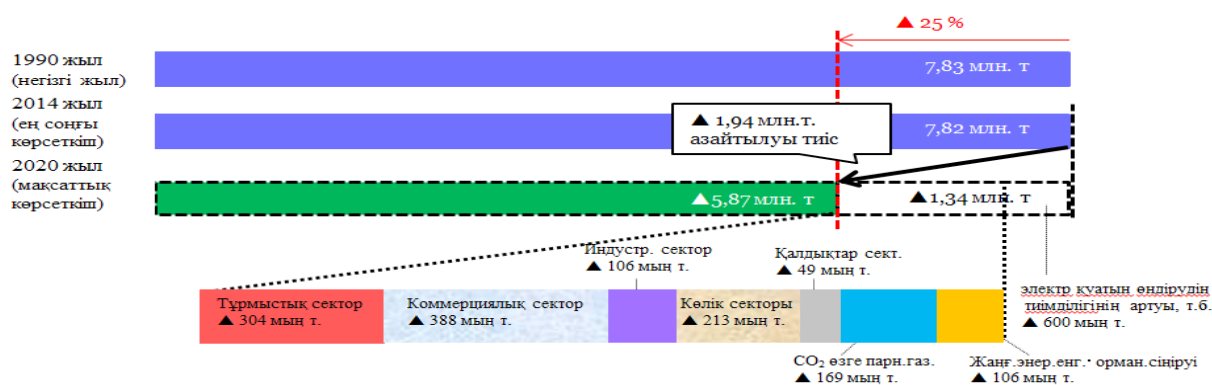 ▲ 25 %
1990 жыл
(негізгі жыл)
7,83 млн. т
2014 жыл
(ең соңғы
көрсеткіш)
▲ 1,94 млн.т.
азайтылуы тиіс
7,82 млн. т
2020 жыл
(мақсаттық
көрсеткіш)
▲5,87 млн. т
▲1,34 млн. т
Индустр. сектор
▲ 106 мың т.
Қалдықтар сект.
▲ 49 мың т.
Тұрмыстық сектор
▲ 304 мың т.
Коммерциялық сектор
▲ 388 мың т.
Көлік секторы
▲ 213 мың т.
электр қуатын өндірудің
тиімділігінің артуы, т.б.
▲ 600 мың т.
CO₂ өзге парн.газ.
▲ 169 мың т.
Жаңғ.энер.енг.· орман.сіңіруі
▲ 106 мың т.